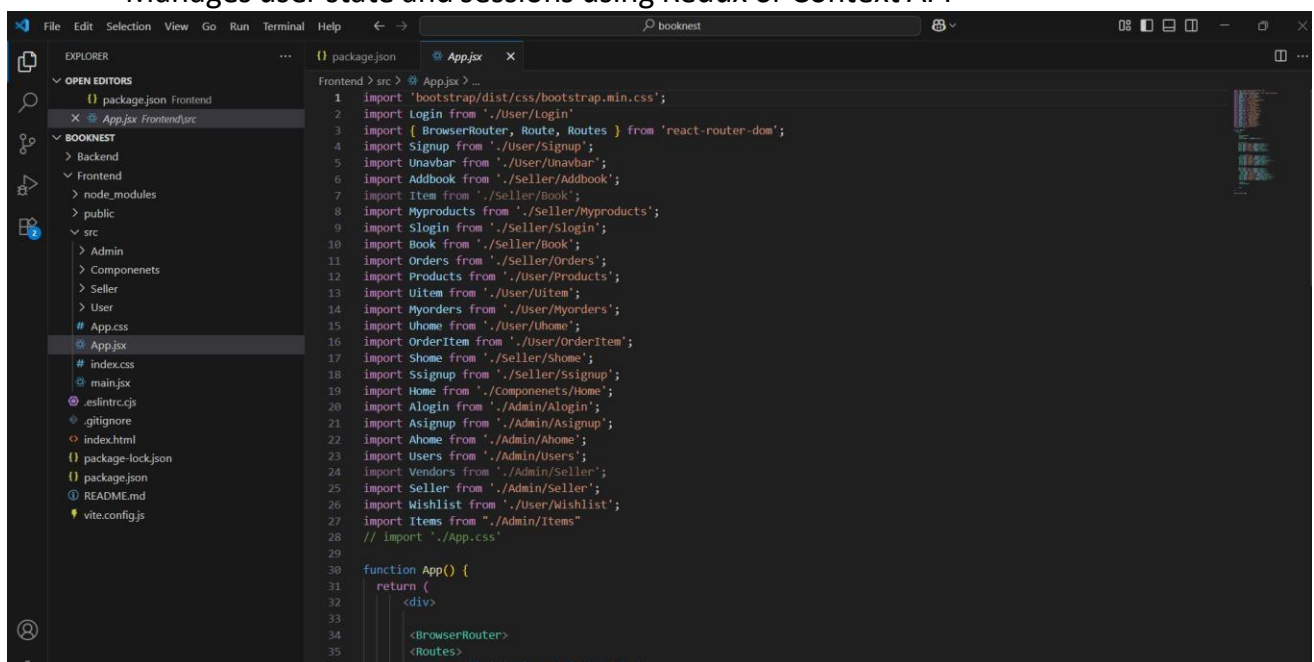 Manages user state and sessions using Redux or Context API
File Edit Selection View Go Run Terminal Help
booknest
EXPLORER
OPEN EDITORS
{} package.json Frontend
App.jsx Frontend\src
BOOKNEST
Backend
Frontend
node_modules
public
src
Admin
Componenets
Seller
User
# App.css
App.jsx
# index.css
main.jsx
.eslintrc.cjs
.gitignore
index.html
{} package-lock.json
{} package.json
README.md
vite.config.js
2
{} package.json
App.jsx
Frontend > src > App.jsx > ...
1 import 'bootstrap/dist/css/bootstrap.min.css';
2 import Login from './User/Login'
3 import { BrowserRouter, Route, Routes } from 'react-router-dom';
4 import Signup from './User/Signup';
5 import Unavbar from './User/Unavbar';
6 import Addbook from './Seller/Addbook';
7 import Item from './Seller/Book';
8 import Myproducts from './Seller/Myproducts';
9 import Slogin from './Seller/Slogin';
10 import Book from './Seller/Book';
11 import Orders from './Seller/Orders';
12 import Products from './User/Products';
13 import Uitem from './User/Uitem';
14 import Myorders from './User/Myorders';
15 import Uhome from './User/Uhome';
16 import OrderItem from './User/OrderItem';
17 import Shome from './Seller/Shome';
18 import Ssignup from './Seller/Ssignup';
19 import Home from './Componenets/Home';
20 import Alogin from './Admin/Alogin';
21 import Asignup from './Admin/Asignup';
22 import Ahome from './Admin/Ahome';
23 import Users from './Admin/Users';
24 import Vendors from './Admin/Seller';
25 import Seller from './Admin/Seller';
26 import Wishlist from './User/Wishlist';
27 import Items from "./Admin/Items"
28 // import './App.css'
29
30 function App() {
31 return (
32 <div>
33
34 <BrowserRouter>
35 <Routes>